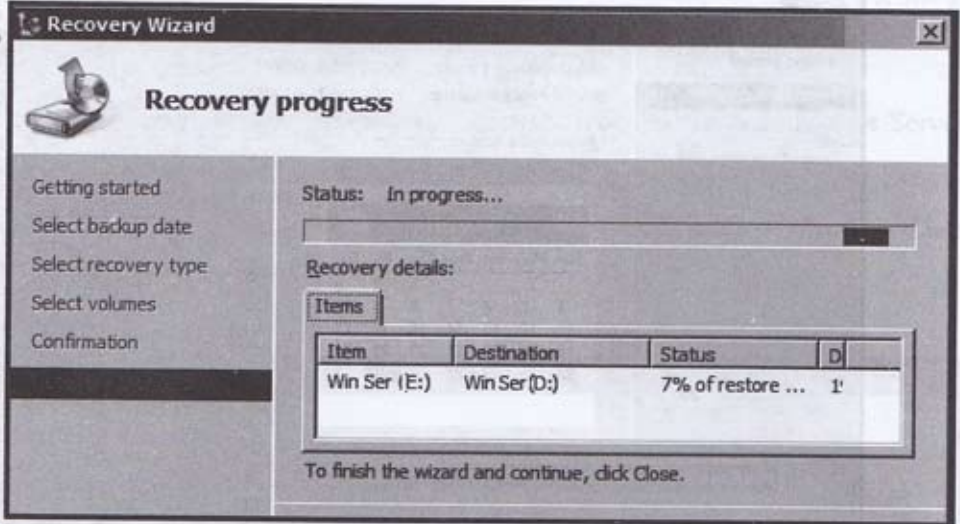 Recovery Wizard
Recovery progress
Getting started
Select backup date
Select recovery type
Select volumes
Confirmation
Status: In progress...
Recovery details:
Items
Item Destination Status D
Win Ser (E:) Win Ser(D:) 7% of restore ...
To finish the wizard and continue, click Close.